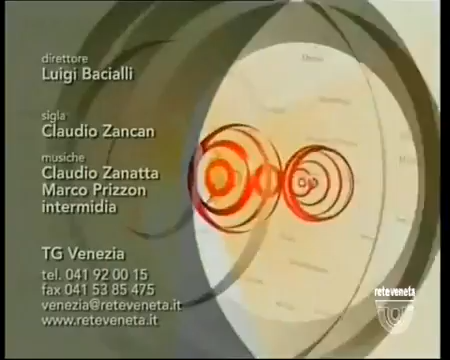 direttore
Luigi Bacialli
sigla
Claudio Zancan
musiche
Claudio Zanatta
Marco Prizzon
intermidia
TG Venezia
tel. 041 92 00 15
fax 041 53 85 475
venezia@reteveneta.it
www.reteveneta.it
reteveneta